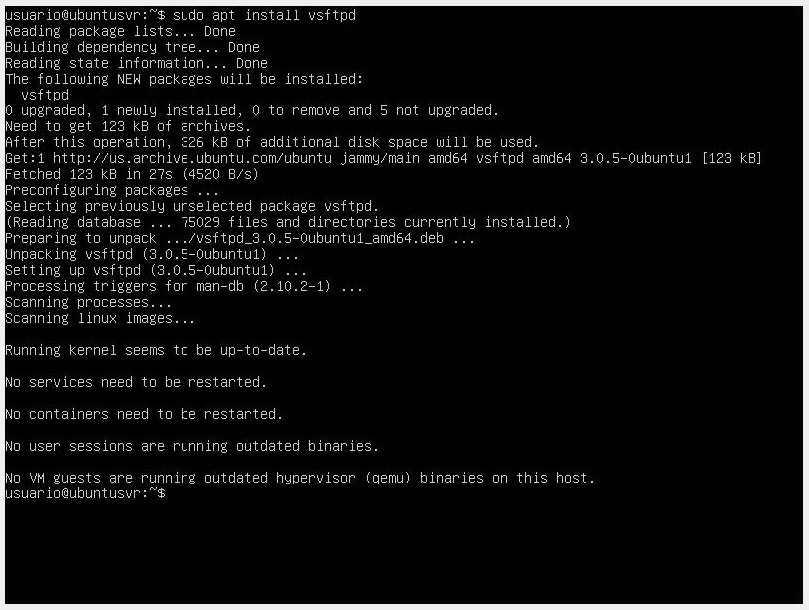 usuario@ubuntusvr:~$ sudo apt install vsftpd
Reading package lists... Done
Building dependency tree... Done
Reading state information... Done
The following NEW packages will be installed:
  vsftpd
0 upgraded, 1 newly installed, 0 to remove and 5 not upgraded.
Need to get 123 kB of archives.
After this operation, 326 kB of additional disk space will be used.
Get:1 http://us.archive.ubuntu.com/ubuntu jammy/main amd64 vsftpd amd64 3.0.5-0ubuntu1 [123 kB]
Fetched 123 kB in 27s (4520 B/s)
Preconfiguring packages ...
Selecting previously unselected package vsftpd.
(Reading database ... 75029 files and directories currently installed.)
Preparing to unpack .../vsftpd_3.0.5-0ubuntu1_amd64.deb ...
Unpacking vsftpd (3.0.5-0ubuntu1) ...
Setting up vsftpd (3.0.5-0ubuntu1) ...
Processing triggers for man-db (2.10.2-1) ...
Scanning processes...
Scanning linux images...
Running kernel seems to be up-to-date.
No services need to be restarted.
No containers need to be restarted.
No user sessions are running outdated binaries.
No VM guests are running outdated hypervisor (qemu) binaries on this host.
usuario@ubuntusvr:~$